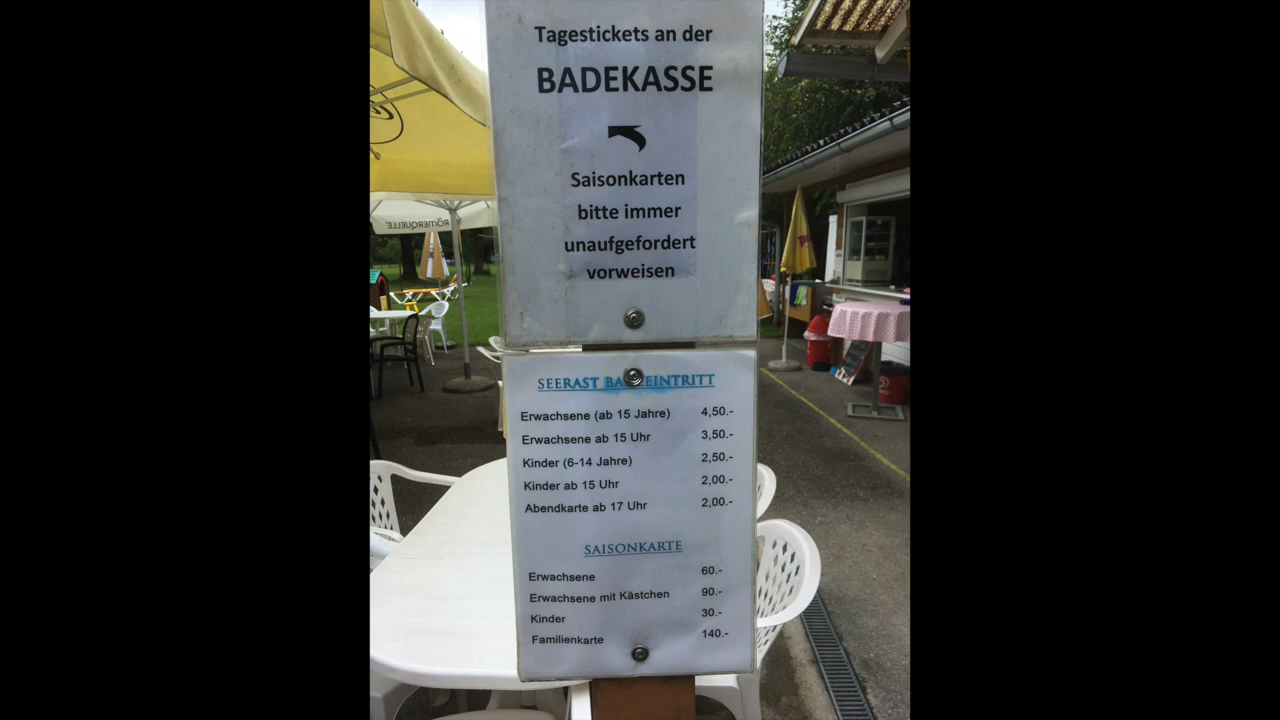 Tagestickets an der
BADEKASSE
Saisonkarten
bitte immer
unaufgefordert
vorweisen
RÖMERQUELLE
SEERAST BADEEINTRITT
Erwachsene (ab 15 Jahre) 4,50.-
Erwachsene ab 15 Uhr 3,50.-
Kinder (6-14 Jahre) 2,50.-
Kinder ab 15 Uhr 2,00.-
Abendkarte ab 17 Uhr 2,00.-
SAISONKARTE
Erwachsene 60.-
Erwachsene mit Kästchen 90.-
Kinder 30.-
Familienkarte 140.-